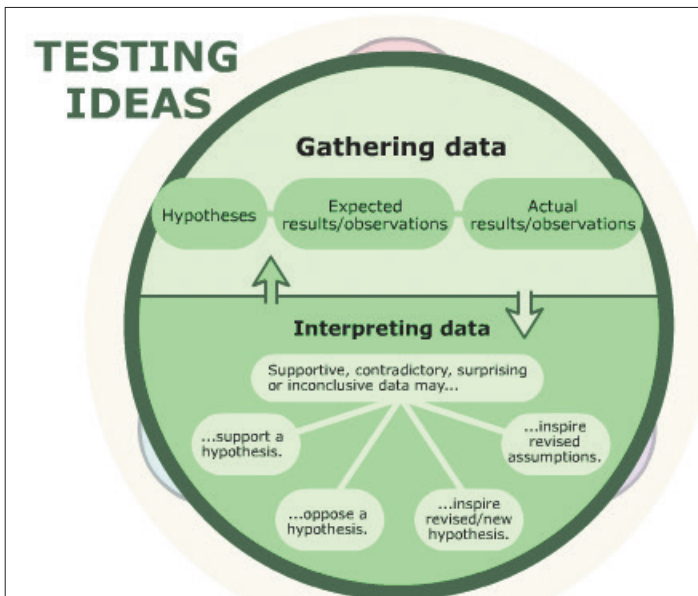 TESTING
IDEAS
Gathering data
Hypotheses
Expected
results/observations
Actual
results/observations
Interpreting data
Supportive, contradictory, surprising
or inconclusive data may...
...support a
hypothesis.
...oppose a
hypothesis.
...inspire
revised/new
hypothesis.
...inspire
revised
assumptions.